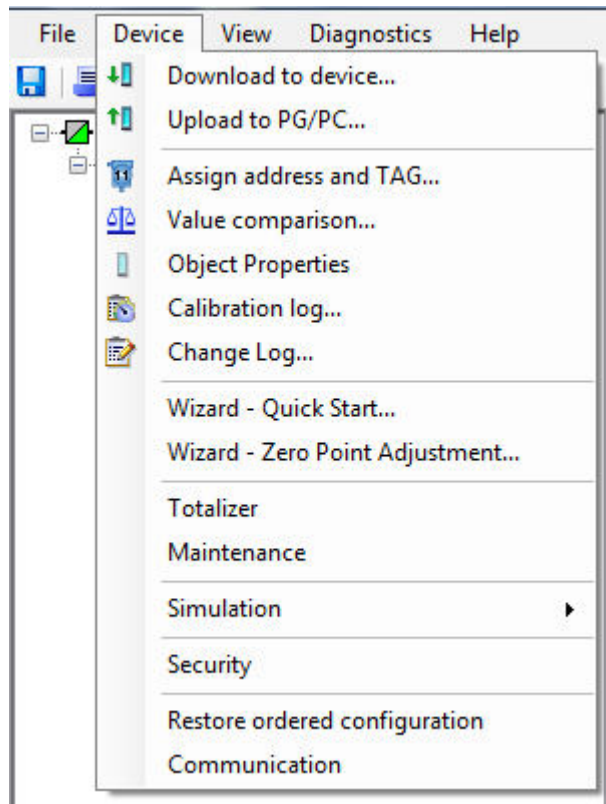 File Device View Diagnostics Help
Download to device...
Upload to PG/PC...
11 Assign address and TAG...
Value comparison...
Object Properties
Calibration log...
Change Log...
Wizard - Quick Start...
Wizard - Zero Point Adjustment...
Totalizer
Maintenance
Simulation
Security
Restore ordered configuration
Communication